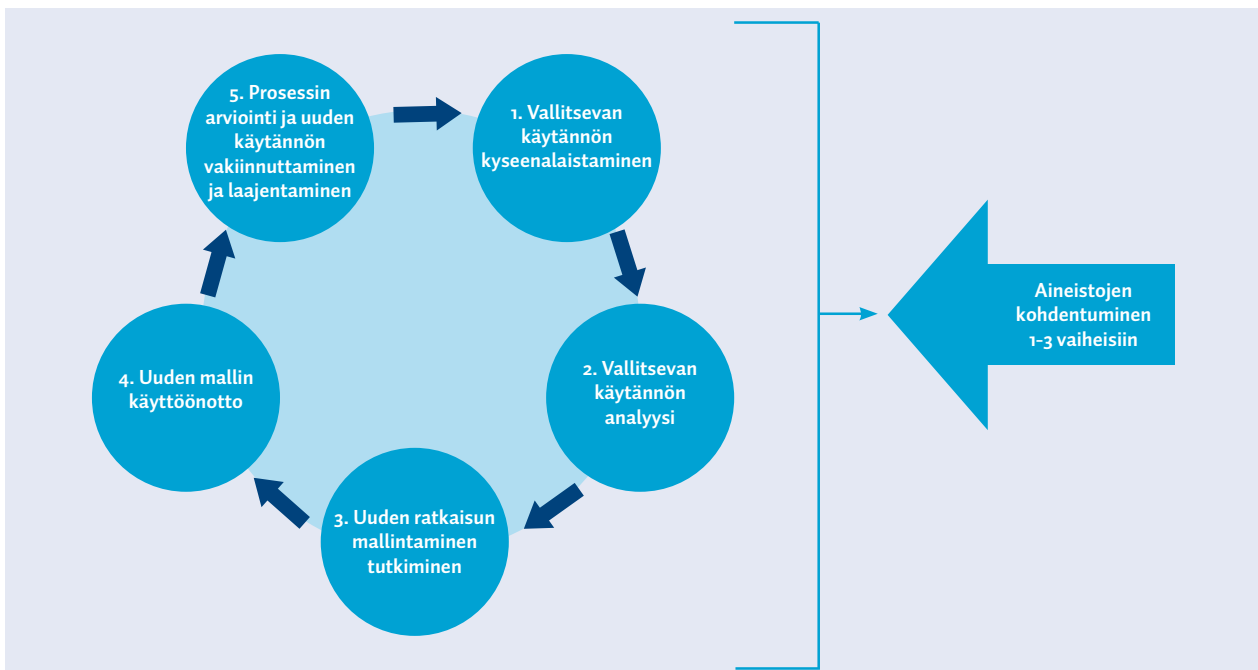 1. Vallitsevan
käytännön
kyseenalaistaminen
2. Vallitsevan
käytännön
analyysi
3. Uuden ratkaisun
mallintaminen
tutkiminen
4. Uuden mallin
käyttöönotto
5. Prosessin
arviointi ja uuden
käytännön
vakiinnuttaminen
ja laajentaminen
Aineistojen
kohdentuminen
1-3 vaiheisiin